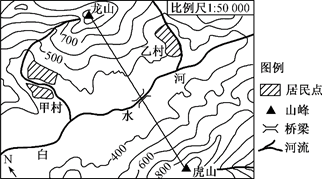 龙山
比例尺1:50 000
700
500
乙村
河
甲村
水
白
400
600
800
虎山
N
图例
居民点
山峰
桥梁
河流